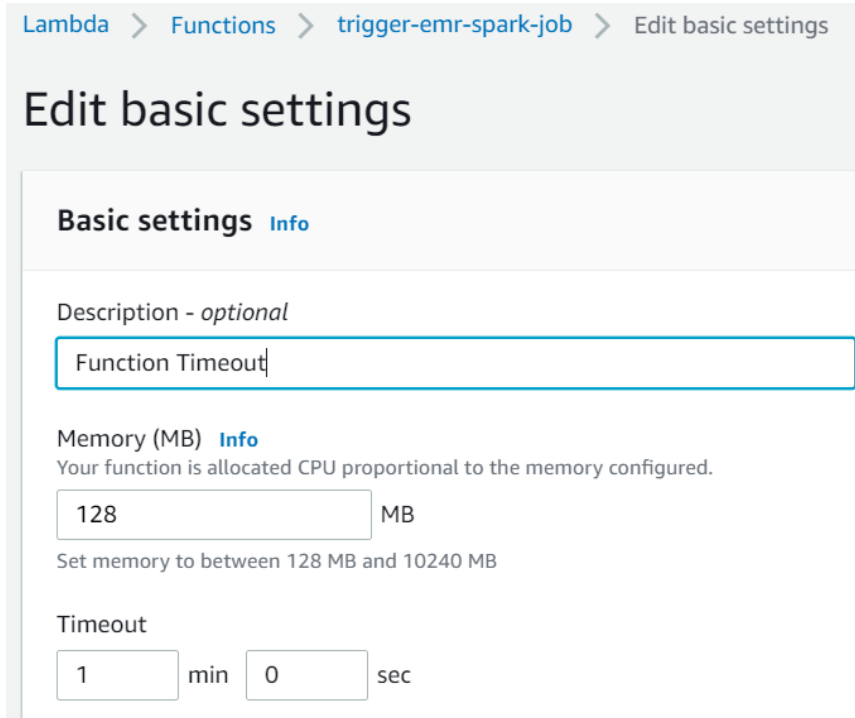 Lambda > Functions > trigger-emr-spark-job > Edit basic settings
Edit basic settings
Basic settings Info
Description - optional
Function Timeout
Memory (MB) Info
Your function is allocated CPU proportional to the memory configured.
128 MB
Set memory to between 128 MB and 10240 MB
Timeout
1 min 0 sec